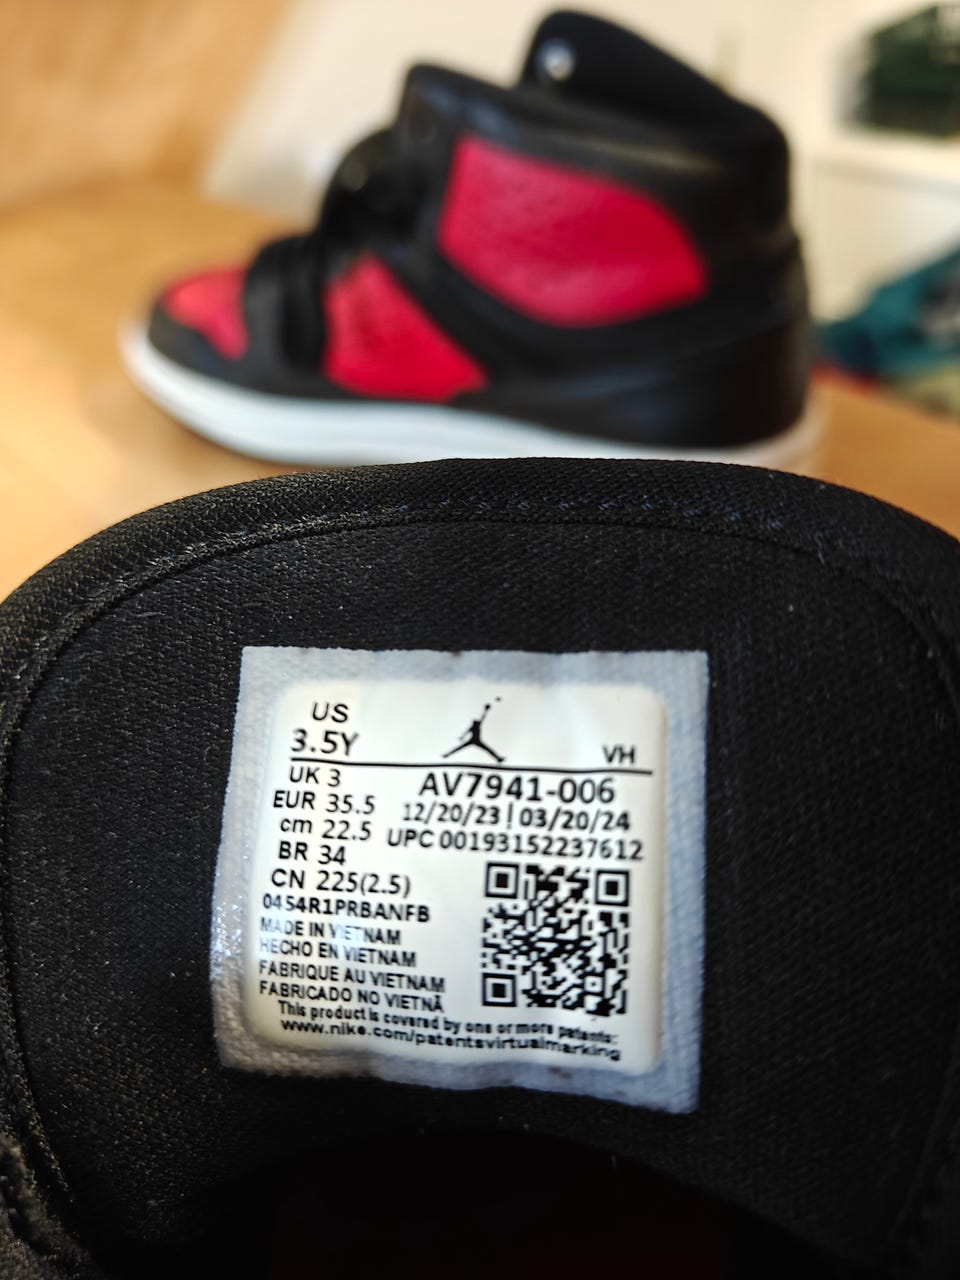 US
3.5Y
VH
UK 3
EUR 35.5
cm 22.5
BR 34
CN 225(2.5)
AV7941-006
12/20/23 | 03/20/24
UPC 00193152237612
0454R1PRBANFB
MADE IN VIETNAM
HECHO EN VIETNAM
FABRIQUE AU VIETNAM
FABRICADO NO VIETNÃ
This product is covered by one or more patents:
www.nike.com/patentsvirtualmarking